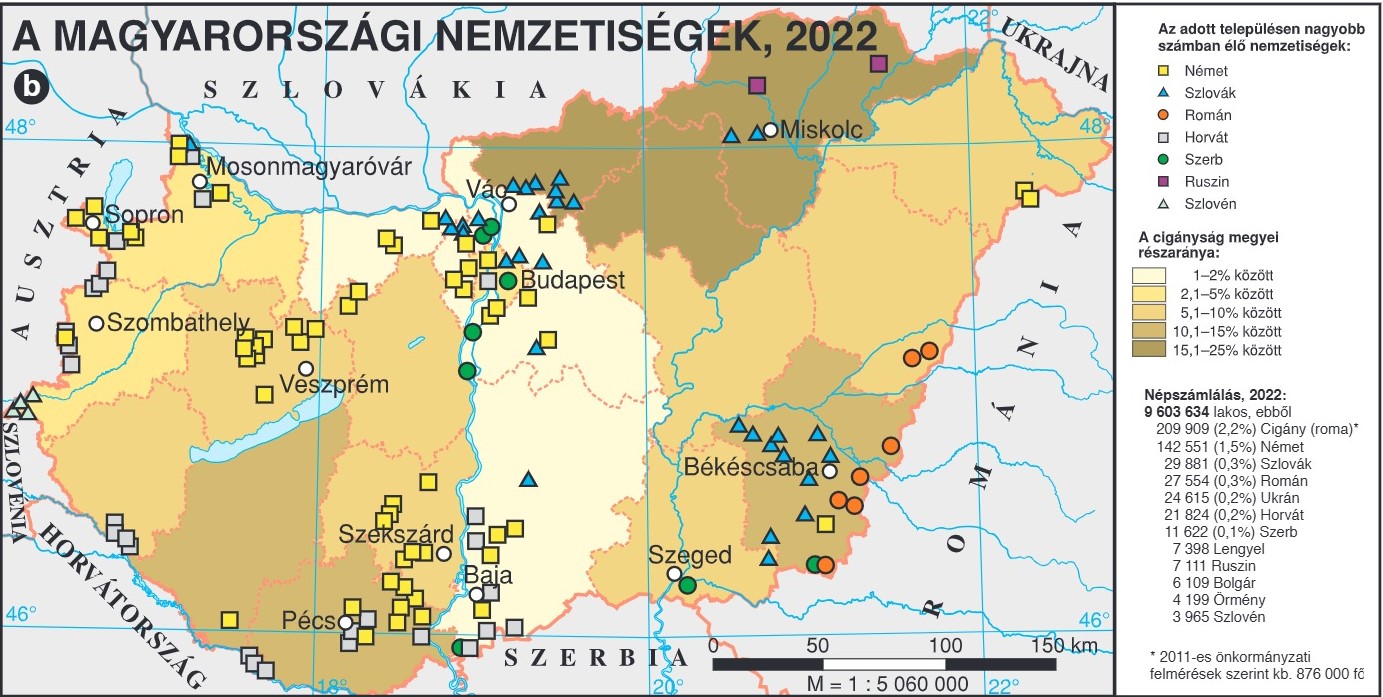 A MAGYARORSZÁGI NEMZETISÉGEK, 2022
b
SZLOVÁKIA
UKRAJNA
AUSZTRIA
ROMÁNIA
SZLOVÉNIA
HORVÁTORSZÁG
SZERBIA
22°
48°
48°
46°
46°
18°
20°
22°
Miskolc
Mosonmagyaróvár
Vác
Sopron
Budapest
Szombathely
Veszprém
Békéscsaba
Szekszárd
Szeged
Baja
Pécs
0 50 100 150 km
M = 1 : 5 060 000
Az adott településen nagyobb
számban élő nemzetiségek:
Német
Szlovák
Román
Horvát
Szerb
Ruszin
Szlovén
A cigányság megyei
részaránya:
1–2% között
2,1–5% között
5,1–10% között
10,1–15% között
15,1–25% között
Népszámlálás, 2022:
9 603 634 lakos, ebből
209 909 (2,2%) Cigány (roma)*
142 551 (1,5%) Német
29 881 (0,3%) Szlovák
27 554 (0,3%) Román
24 615 (0,2%) Ukrán
21 824 (0,2%) Horvát
11 622 (0,1%) Szerb
7 398 Lengyel
7 111 Ruszin
6 109 Bolgár
4 199 Örmény
3 965 Szlovén
* 2011-es önkormányzati
felmérések szerint kb. 876 000 fő